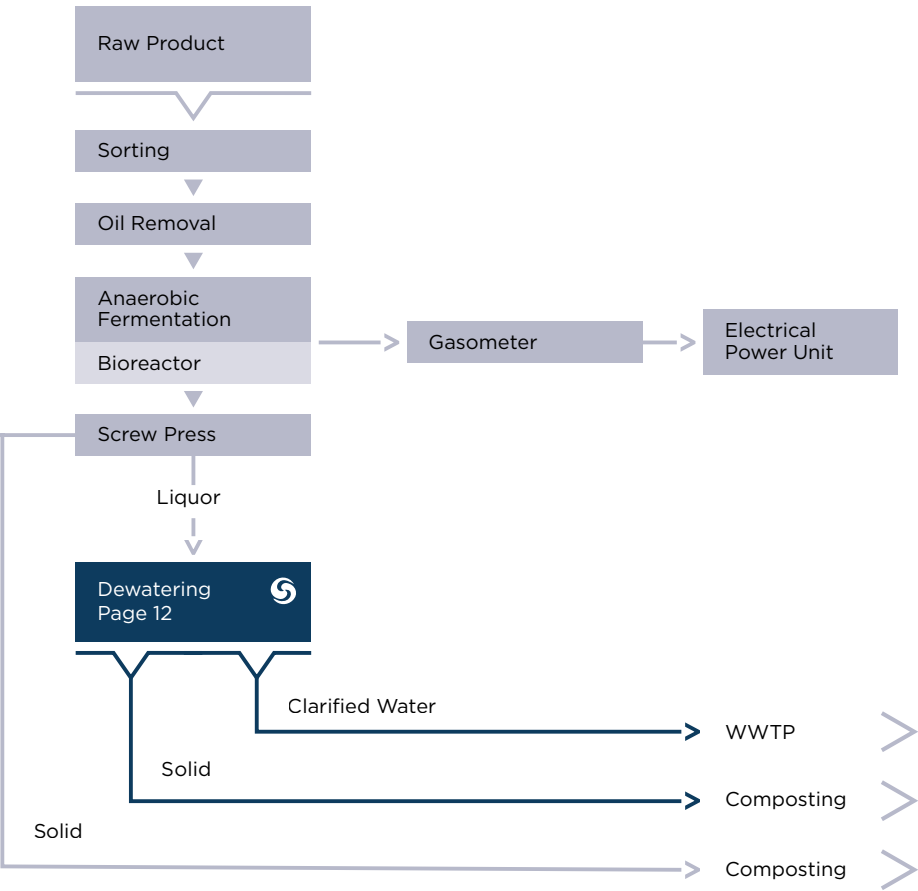 Raw Product
Sorting
Oil Removal
Anaerobic
Fermentation
Bioreactor
Gasometer
Electrical
Power Unit
Screw Press
Liquor
Dewatering
Page 12
Clarified Water
WWTP
Solid
Composting
Solid
Composting